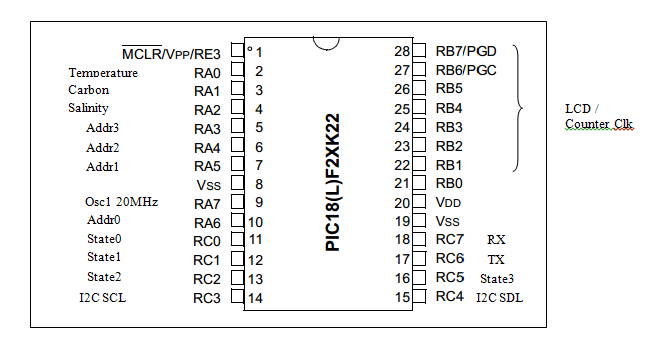 MCLR/VPP/RE3 1 28 RB7/PGD
Temperature RA0 2 27 RB6/PGC
Carbon RA1 3 26 RB5
Salinity RA2 4 25 RB4 LCD /
Addr3 RA3 5 24 RB3 Counter Clk
Addr2 RA4 6 23 RB2
Addr1 RA5 7 22 RB1
VSS 8 21 RB0
Osc1 20MHz RA7 9 20 VDD
Addr0 RA6 10 19 VSS
State0 RC0 11 18 RC7 RX
State1 RC1 12 17 RC6 TX
State2 RC2 13 16 RC5 State3
I2C SCL RC3 14 15 RC4 I2C SDL
PIC18(L)F2XK22